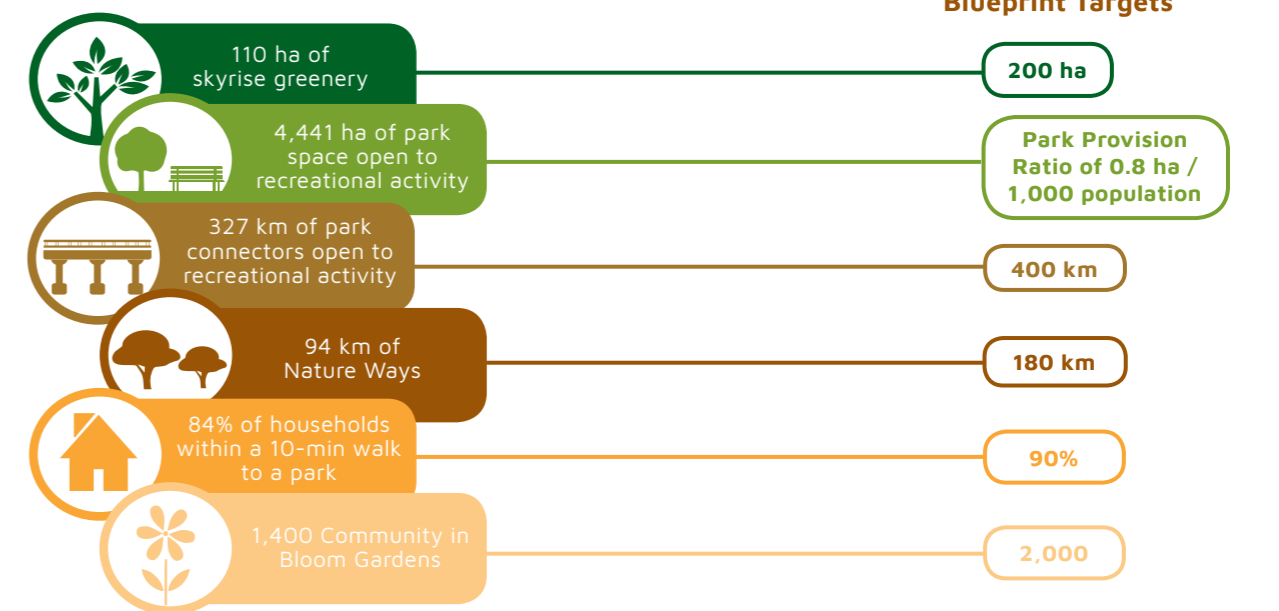 Blueprint Targets
110 ha of
skyrise greenery
200 ha
4,441 ha of park
space open to
recreational activity
Park Provision
Ratio of 0.8 ha /
1,000 population
327 km of park
connectors open to
recreational activity
400 km
94 km of
Nature Ways
180 km
84% of households
within a 10-min walk
to a park
90%
1,400 Community in
Bloom Gardens
2,000